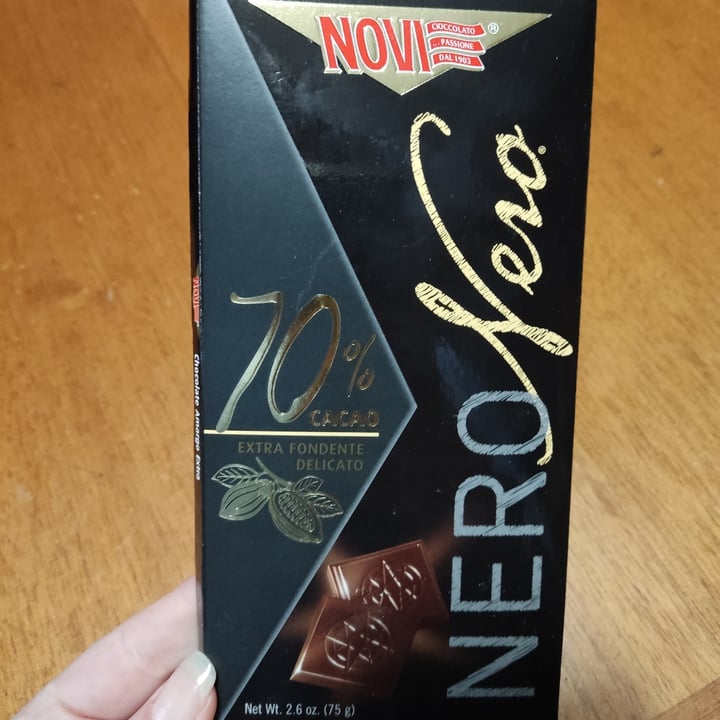 NOVI
CIOCCOLATO
PASSIONE
DAL 1903
®
NERO
Nero
70%
CACAO
EXTRA FONDENTE
DELICATO
NOVI
Chocolate Amargo Extra
Net Wt. 2.6 oz. (75 g)